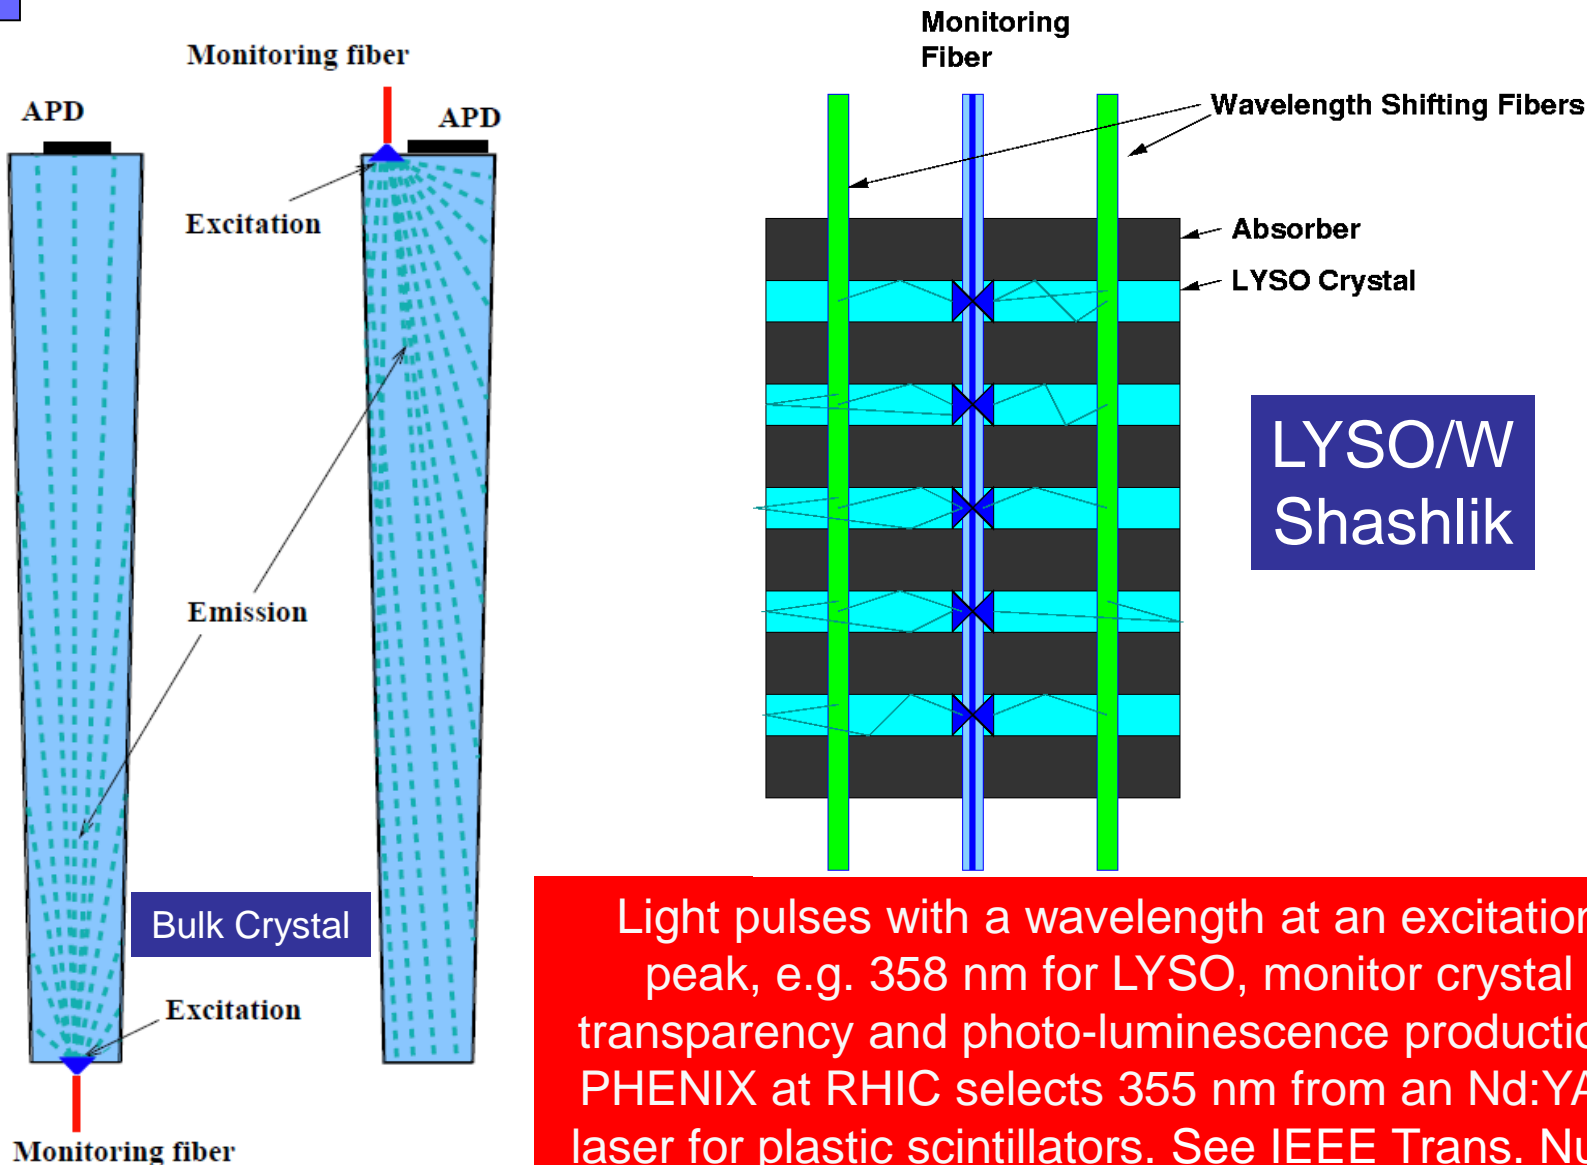 Monitoring fiber
APD
APD
Excitation
Emission
Bulk Crystal
Excitation
Monitoring fiber
Monitoring
Fiber
Wavelength Shifting Fibers
Absorber
LYSO Crystal
LYSO/W
Shashlik
Light pulses with a wavelength at an excitation
peak, e.g. 358 nm for LYSO, monitor crystal
transparency and photo-luminescence productio
PHENIX at RHIC selects 355 nm from an Nd:YA
laser for plastic scintillators. See IEEE Trans. Nu